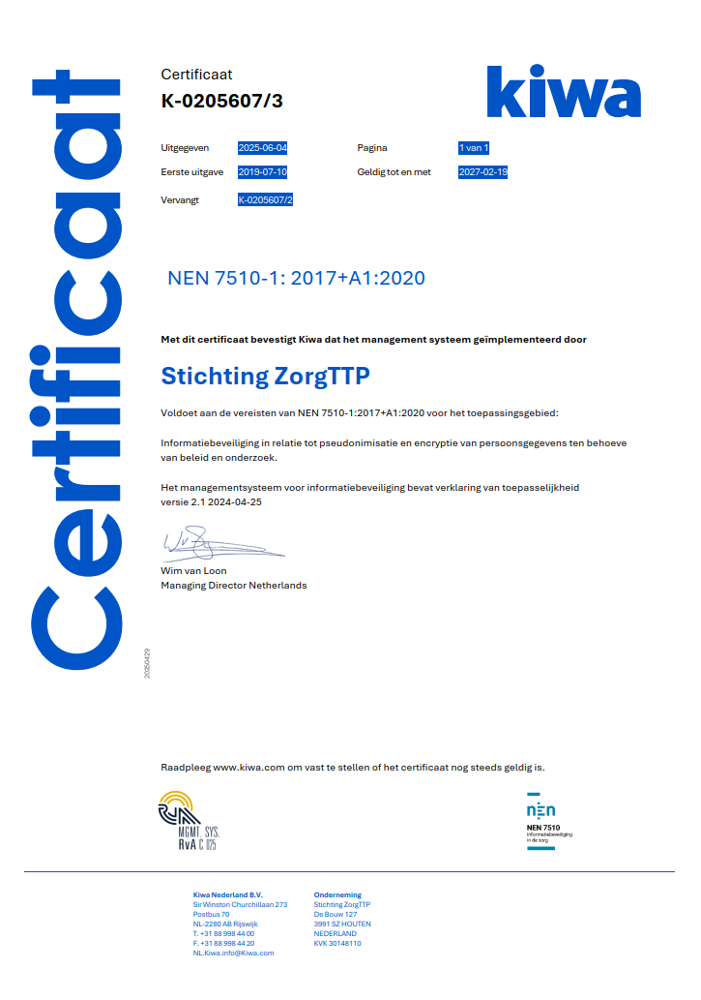 Certificaat
Certificaat
K-0205607/3
kiwa
Uitgegeven 2025-06-04 Pagina 1 van 1
Eerste uitgave 2019-07-10 Geldig tot en met 2027-02-19
Vervangt K-0205607/2
NEN 7510-1: 2017+A1:2020
Met dit certificaat bevestigt Kiwa dat het management systeem geïmplementeerd door
Stichting ZorgTTP
Voldoet aan de vereisten van NEN 7510-1:2017+A1:2020 voor het toepassingsgebied:
Informatiebeveiliging in relatie tot pseudonimisatie en encryptie van persoonsgegevens ten behoeve
van beleid en onderzoek.
Het managementsysteem voor informatiebeveiliging bevat verklaring van toepasselijkheid
versie 2.1 2024-04-25
Wim van Loon
Managing Director Netherlands
20250429
Raadpleeg www.kiwa.com om vast te stellen of het certificaat nog steeds geldig is.
RVA
MGMT. SYS.
RvA C 025
nen
NEN 7510
Informatiebeveiliging
in de zorg
Kiwa Nederland B.V.
Sir Winston Churchillaan 273
Postbus 70
NL-2280 AB Rijswijk
T. +31 88 998 44 00
F. +31 88 998 44 20
NL.Kiwa.info@Kiwa.com
Onderneming
Stichting ZorgTTP
De Bouw 127
3991 SZ HOUTEN
NEDERLAND
KVK 30148110